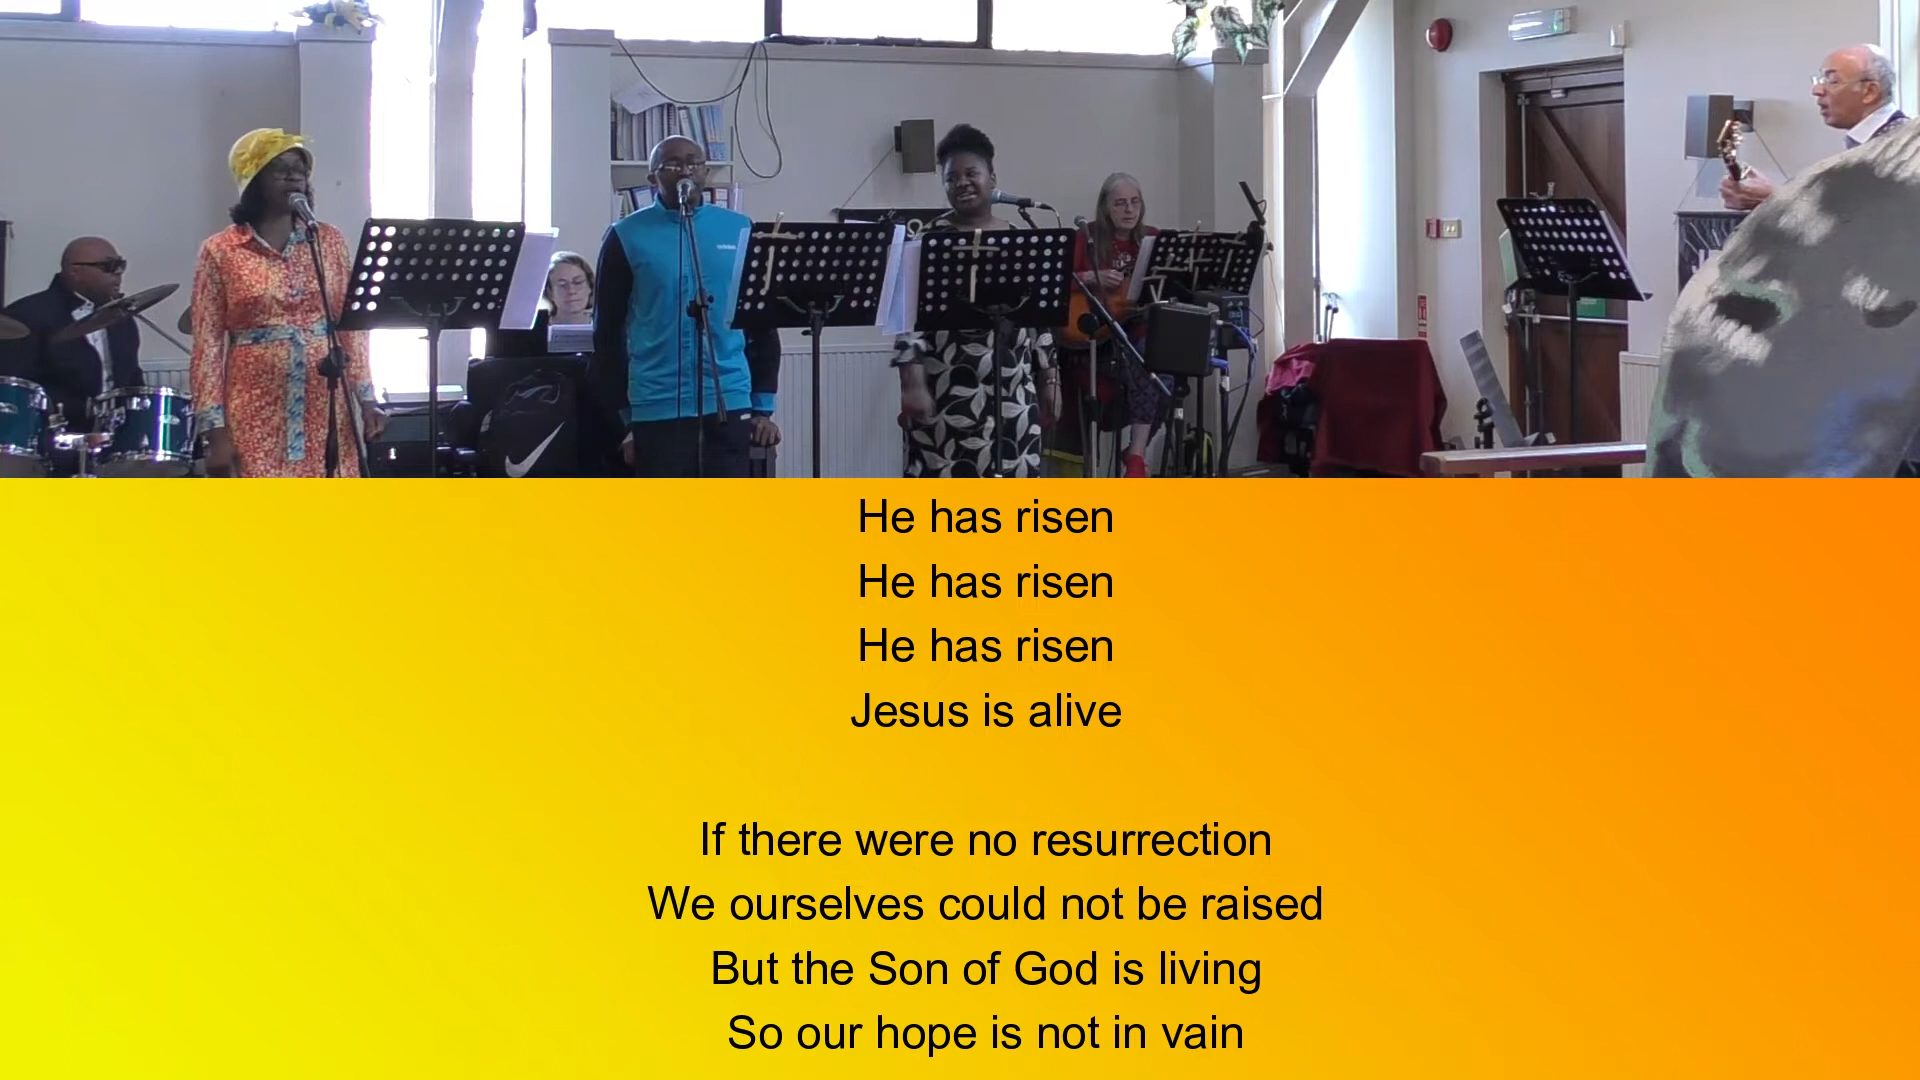 He has risen
He has risen
He has risen
Jesus is alive
If there were no resurrection
We ourselves could not be raised
But the Son of God is living
So our hope is not in vain